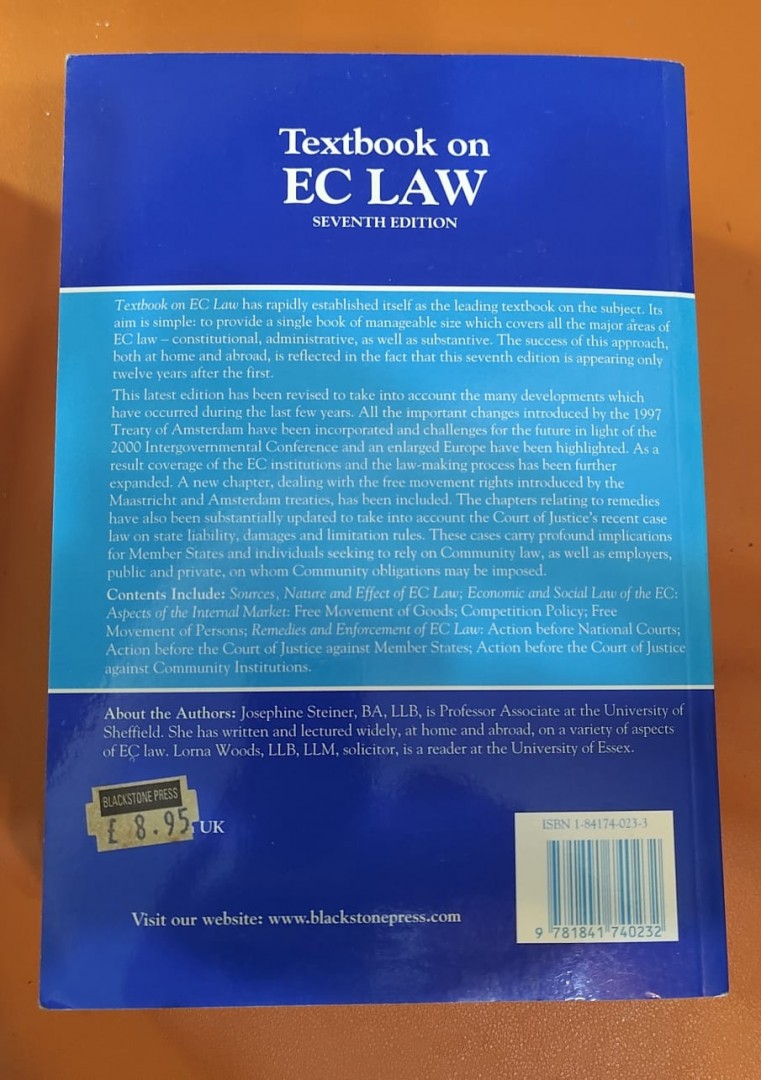 Textbook on
EC LAW
SEVENTH EDITION
Textbook on EC Law has rapidly established itself as the leading textbook on the subject. Its
aim is simple: to provide a single book of manageable size which covers all the major areas of
EC law – constitutional, administrative, as well as substantive. The success of this approach,
both at home and abroad, is reflected in the fact that this seventh edition is appearing only
twelve years after the first.
This latest edition has been revised to take into account the many developments which
have occurred during the last few years. All the important changes introduced by the 1997
Treaty of Amsterdam have been incorporated and challenges for the future in light of the
2000 Intergovernmental Conference and an enlarged Europe have been highlighted. As a
result coverage of the EC institutions and the law-making process has been further
expanded. A new chapter, dealing with the free movement rights introduced by the
Maastricht and Amsterdam treaties, has been included. The chapters relating to remedies
have also been substantially updated to take into account the Court of Justice's recent case
law on state liability, damages and limitation rules. These cases carry profound implications
for Member States and individuals seeking to rely on Community law, as well as employers,
public and private, on whom Community obligations may be imposed.
Contents Include: Sources, Nature and Effect of EC Law; Economic and Social Law of the EC:
Aspects of the Internal Market: Free Movement of Goods; Competition Policy; Free
Movement of Persons; Remedies and Enforcement of EC Law: Action before National Courts;
Action before the Court of Justice against Member States; Action before the Court of Justice
against Community Institutions.
About the Authors: Josephine Steiner, BA, LLB, is Professor Associate at the University of
Sheffield. She has written and lectured widely, at home and abroad, on a variety of aspects
of EC law. Lorna Woods, LLB, LLM, solicitor, is a reader at the University of Essex.
BLACKSTONE PRESS
£ 8.95 UK
ISBN 1-84174-023-3
9 781841 740232
Visit our website: www.blackstonepress.com